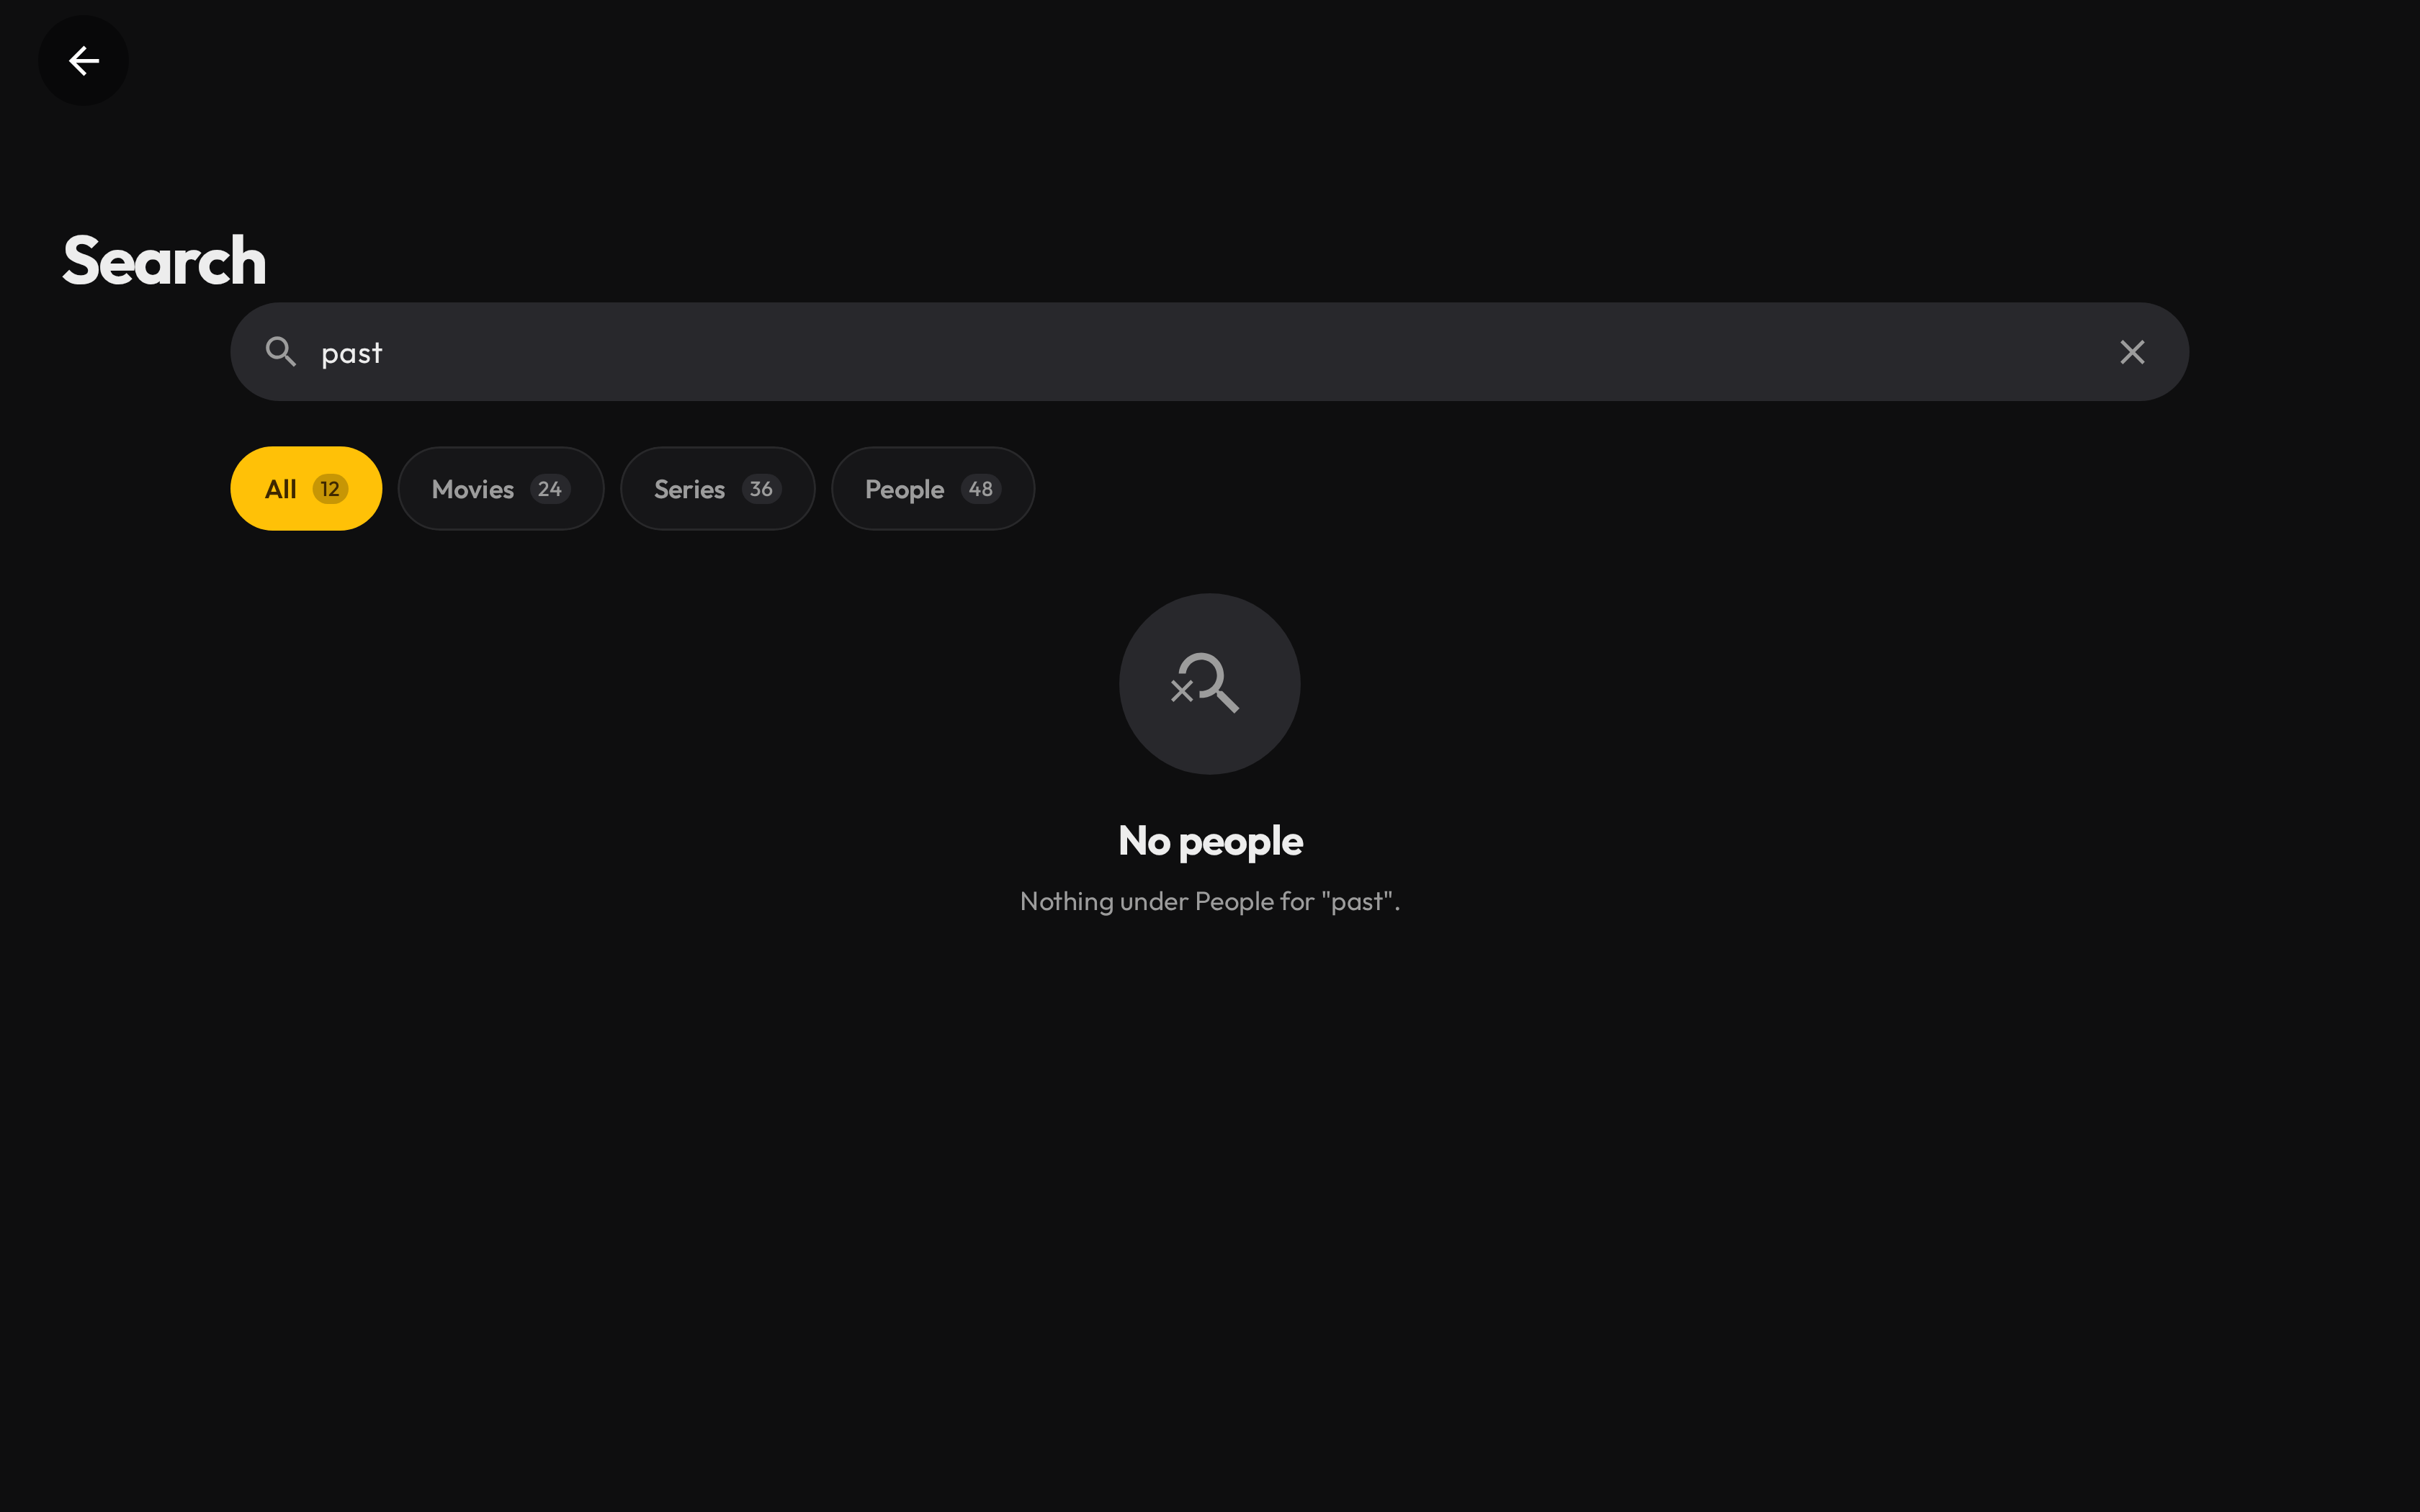 Search
past
All 12 Movies 24 Series 36 People 48
No people
Nothing under People for "past".